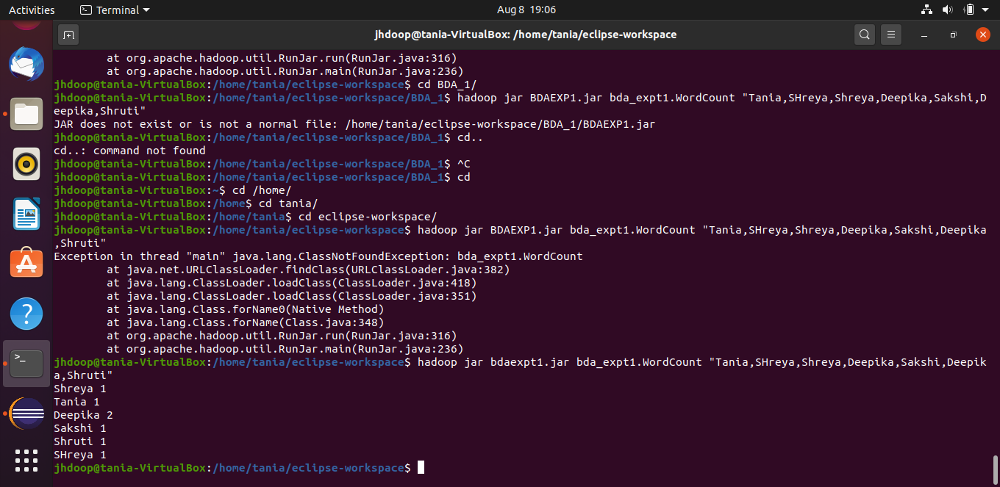 Activities Terminal Aug 8 19:06
jhdoop@tania-VirtualBox: /home/tania/eclipse-workspace
at org.apache.hadoop.util.RunJar.run(RunJar.java:316)
at org.apache.hadoop.util.RunJar.main(RunJar.java:236)
jhdoop@tania-VirtualBox:/home/tania/eclipse-workspace$ cd BDA_1/
jhdoop@tania-VirtualBox:/home/tania/eclipse-workspace/BDA_1$ hadoop jar BDAEXP1.jar bda_expt1.WordCount "Tania,SHreya,Shreya,Deepika,Sakshi,D
eepika,Shruti"
JAR does not exist or is not a normal file: /home/tania/eclipse-workspace/BDA_1/BDAEXP1.jar
jhdoop@tania-VirtualBox:/home/tania/eclipse-workspace/BDA_1$ cd..
cd..: command not found
jhdoop@tania-VirtualBox:/home/tania/eclipse-workspace/BDA_1$ ^C
jhdoop@tania-VirtualBox:/home/tania/eclipse-workspace/BDA_1$ cd
jhdoop@tania-VirtualBox:~$ cd /home/
jhdoop@tania-VirtualBox:/home$ cd tania/
jhdoop@tania-VirtualBox:/home/tania$ cd eclipse-workspace/
jhdoop@tania-VirtualBox:/home/tania/eclipse-workspace$ hadoop jar BDAEXP1.jar bda_expt1.WordCount "Tania,SHreya,Shreya,Deepika,Sakshi,Deepika
,Shruti"
Exception in thread "main" java.lang.ClassNotFoundException: bda_expt1.WordCount
at java.net.URLClassLoader.findClass(URLClassLoader.java:382)
at java.lang.ClassLoader.loadClass(ClassLoader.java:418)
at java.lang.ClassLoader.loadClass(ClassLoader.java:351)
at java.lang.Class.forName0(Native Method)
at java.lang.Class.forName(Class.java:348)
at org.apache.hadoop.util.RunJar.run(RunJar.java:316)
at org.apache.hadoop.util.RunJar.main(RunJar.java:236)
jhdoop@tania-VirtualBox:/home/tania/eclipse-workspace$ hadoop jar bdaexpt1.jar bda_expt1.WordCount "Tania,SHreya,Shreya,Deepika,Sakshi,Deepik
a,Shruti"
Shreya 1
Tania 1
Deepika 2
Sakshi 1
Shruti 1
SHreya 1
jhdoop@tania-VirtualBox:/home/tania/eclipse-workspace$